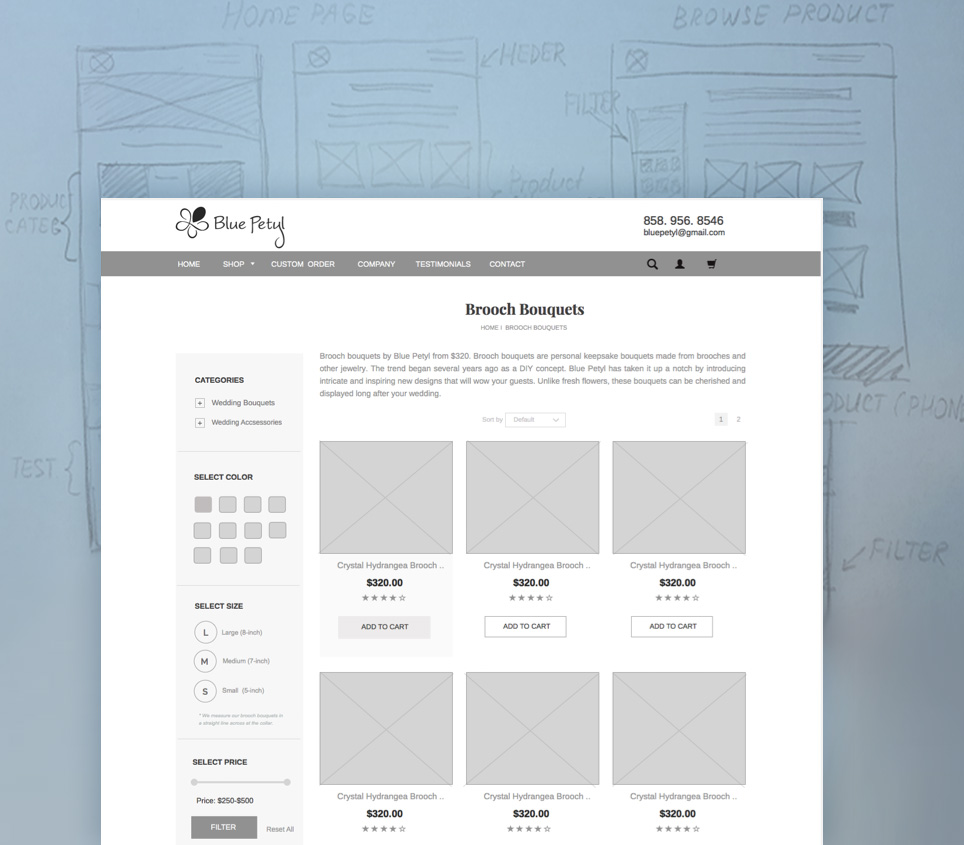 HOME PAGE
BROWSE PRODUCT
HEDER
FILTER
PRODUCT
CATEG
Product
Blue Petyl
858. 956. 8546
bluepetyl@gmail.com
HOME SHOP CUSTOM ORDER COMPANY TESTIMONIALS CONTACT
Brooch Bouquets
HOME / BROOCH BOUQUETS
Brooch bouquets by Blue Petyl from $320. Brooch bouquets are personal keepsake bouquets made from brooches and
other jewelry. The trend began several years ago as a DIY concept. Blue Petyl has taken it up a notch by introducing
intricate and inspiring new designs that will wow your guests. Unlike fresh flowers, these bouquets can be cherished and
displayed long after your wedding.
CATEGORIES
+ Wedding Bouquets
+ Wedding Accsessories
SELECT COLOR
SELECT SIZE
L Large (8-inch)
M Medium (7-inch)
S Small (5-inch)
* We measure our brooch bouquets in
a straight line across at the collar.
SELECT PRICE
Price: $250-$500
FILTER Reset All
Sort by Default 1 2
Crystal Hydrangea Brooch .. Crystal Hydrangea Brooch .. Crystal Hydrangea Brooch ..
$320.00 $320.00 $320.00
ADD TO CART ADD TO CART ADD TO CART
Crystal Hydrangea Brooch .. Crystal Hydrangea Brooch .. Crystal Hydrangea Brooch ..
$320.00 $320.00 $320.00
ODUCT (PHONE
TEST
FILTER